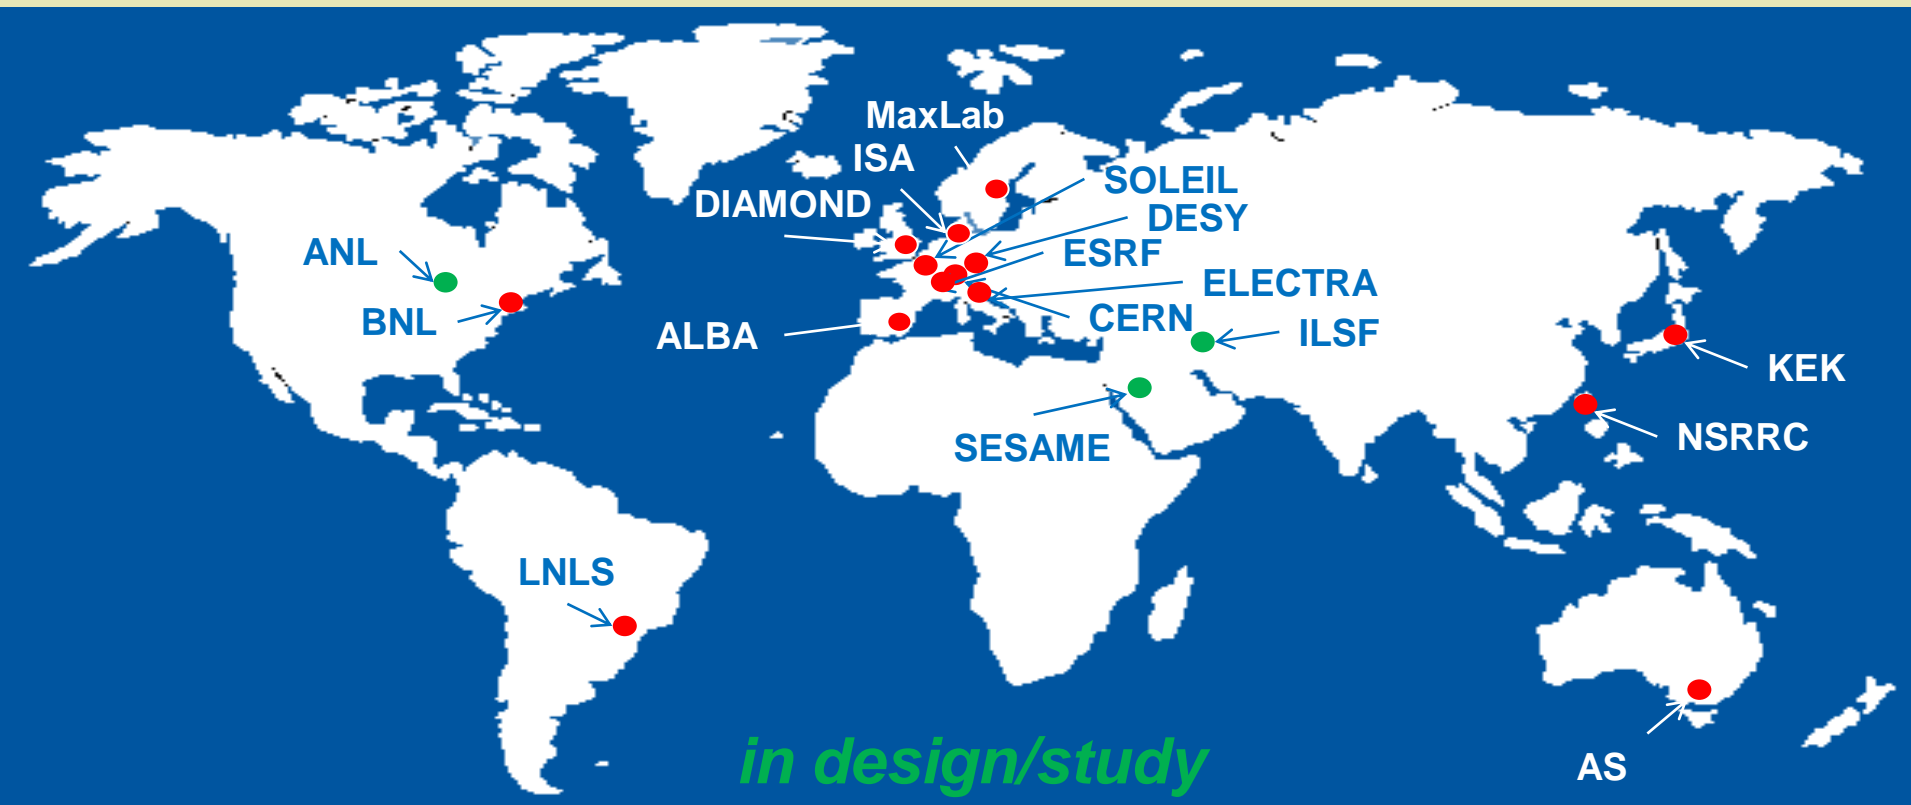 MaxLab
ISA
SOLEIL
DIAMOND
DESY
ANL
ESRF
ELECTRA
BNL
CERN
ILSF
ALBA
KEK
SESAME
NSRRC
LNLS
in design/study
AS